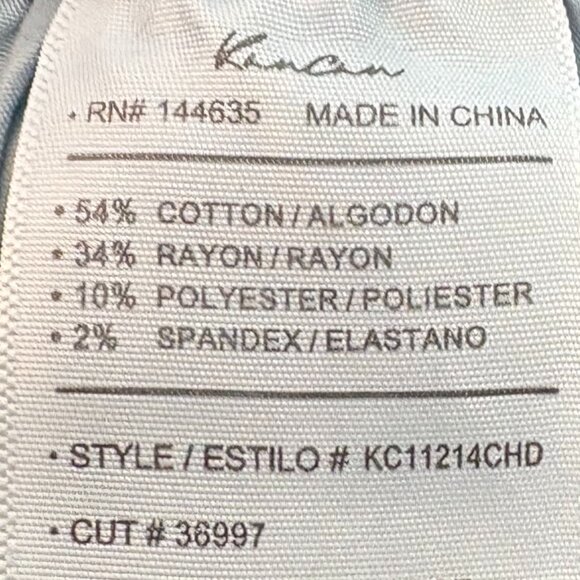 KanCan
• RN# 144635 MADE IN CHINA
• 54% COTTON/ALGODON
• 34% RAYON/RAYON
• 10% POLYESTER/POLIESTER
• 2% SPANDEX/ELASTANO
• STYLE/ESTILO # KC11214CHD
• CUT # 36997